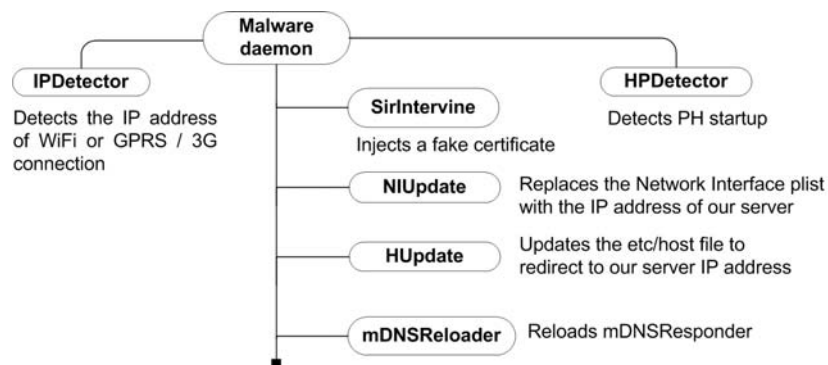 Malware
daemon
IPDetector
Detects the IP address
of WiFi or GPRS / 3G
connection
HPDetector
Detects PH startup
SirIntervine
Injects a fake certificate
NIUpdate
Replaces the Network Interface plist
with the IP address of our server
HUpdate
Updates the etc/host file to
redirect to our server IP address
mDNSReloader
Reloads mDNSResponder